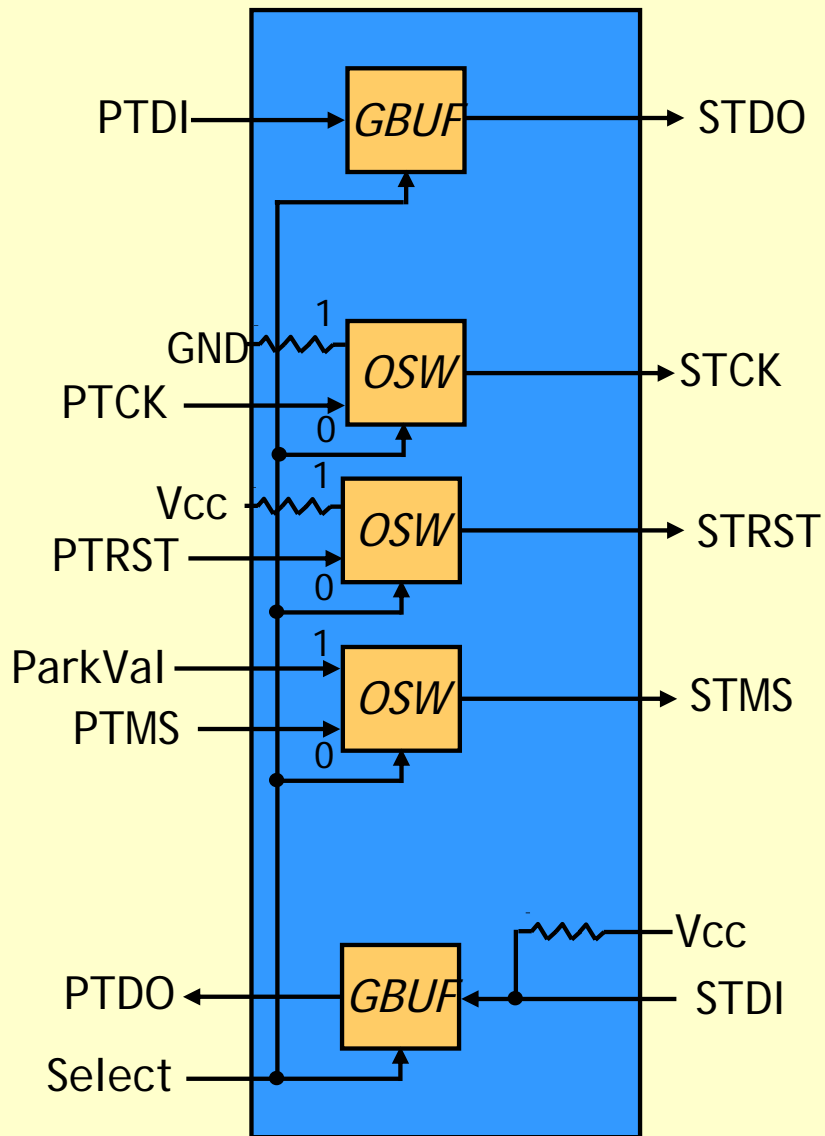 PTDI GBUF STDO
1
GND OSW STCK
PTCK
0
1
Vcc OSW STRST
PTRST
0
1
ParkVal OSW STMS
PTMS
0
Vcc
PTDO GBUF STDI
Select